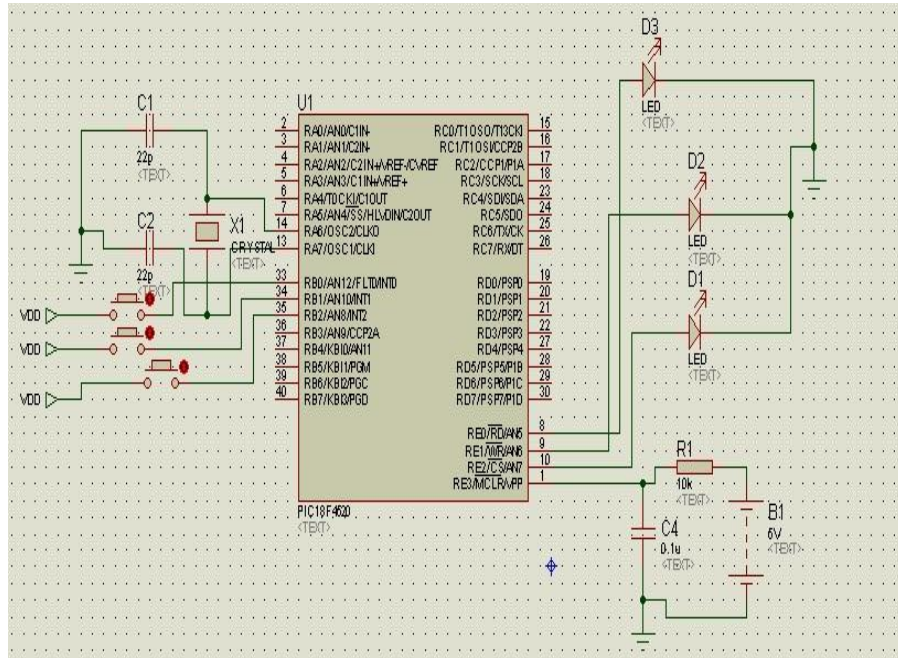 D3
LED
<TEXT>
C1
22p
<TEXT>
C2
22p
<TEXT>
X1
CRYSTAL
<TEXT>
VDD
VDD
VDD
U1
2 RA0/AN0/C1IN-
3 RA1/AN1/C2IN-
4 RA2/AN2/C2IN+/VREF-/CVREF
5 RA3/AN3/C1IN+/VREF+
6 RA4/T0CKI/C1OUT
7 RA5/AN4/SS/HLVDIN/C2OUT
14 RA6/OSC2/CLKO
13 RA7/OSC1/CLKI
33 RB0/AN12/FLT0/INT0
34 RB1/AN10/INT1
35 RB2/AN8/INT2
36 RB3/AN9/CCP2A
37 RB4/KBI0/AN11
38 RB5/KBI1/PGM
39 RB6/KBI2/PGC
40 RB7/KBI3/PGD
RC0/T1OSO/T13CKI 15
RC1/T1OSI/CCP2B 16
RC2/CCP1/P1A 17
RC3/SCK/SCL 18
RC4/SDI/SDA 23
RC5/SDO 24
RC6/TX/CK 25
RC7/RX/DT 26
RD0/PSP0 19
RD1/PSP1 20
RD2/PSP2 21
RD3/PSP3 22
RD4/PSP4 27
RD5/PSP5/P1B 28
RD6/PSP6/P1C 29
RD7/PSP7/P1D 30
RE0/RD/AN5 8
RE1/WR/AN6 9
RE2/CS/AN7 10
RE3/MCLR/VPP 1
PIC18F4620
<TEXT>
D2
LED
<TEXT>
D1
LED
<TEXT>
R1
10k
<TEXT>
C4
0.1u
<TEXT>
B1
<TEXT>